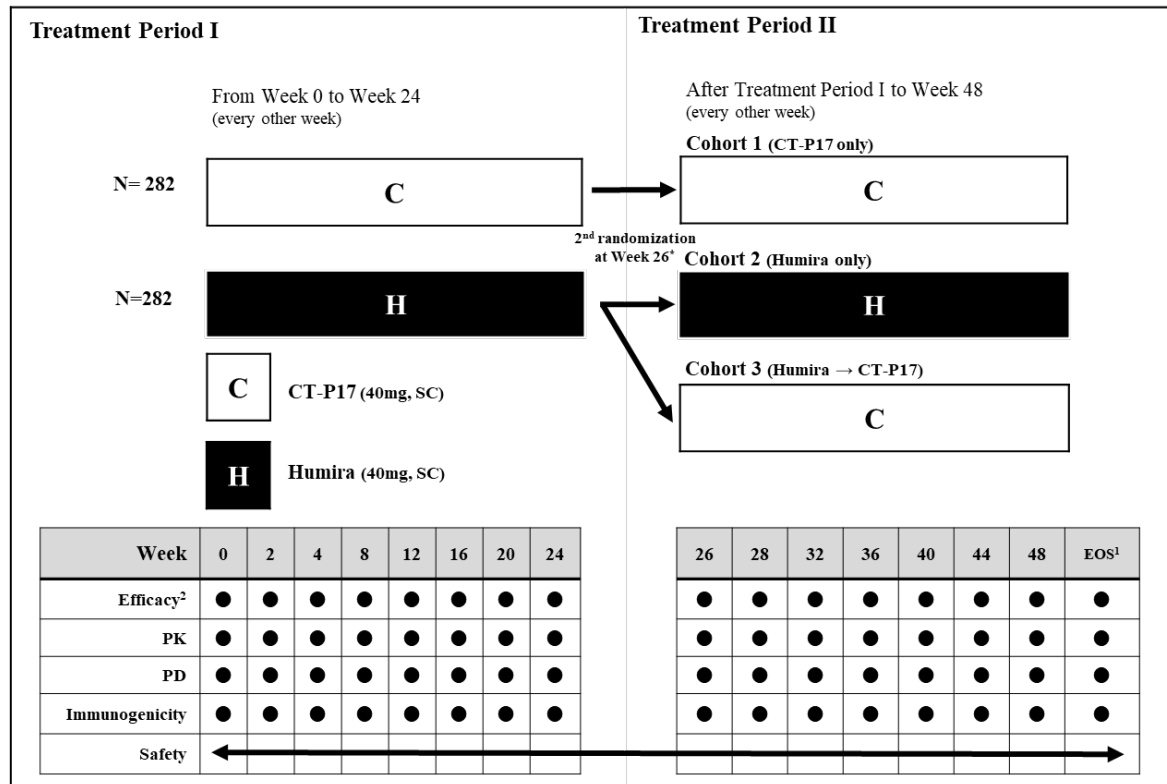 Treatment Period I
From Week 0 to Week 24
(every other week)
N= 282
C
N=282
H
C CT-P17 (40mg, SC)
H Humira (40mg, SC)
2nd randomization
at Week 26*
Treatment Period II
After Treatment Period I to Week 48
(every other week)
Cohort 1 (CT-P17 only)
C
Cohort 2 (Humira only)
H
Cohort 3 (Humira → CT-P17)
C
Week 0 2 4 8 12 16 20 24 26 28 32 36 40 44 48 EOS1
Efficacy2 ● ● ● ● ● ● ● ● ● ● ● ● ● ● ● ●
PK ● ● ● ● ● ● ● ● ● ● ● ● ● ● ● ●
PD ● ● ● ● ● ● ● ● ● ● ● ● ● ● ● ●
Immunogenicity ● ● ● ● ● ● ● ● ● ● ● ● ● ● ● ●
Safety